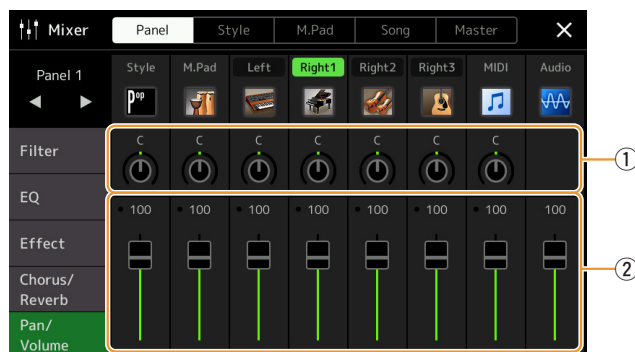 Mixer Panel Style M.Pad Song Master
Panel 1 Style M.Pad Left Right1 Right2 Right3 MIDI Audio
Pop
Filter C C C C C C C
①
EQ 100 100 100 100 100 100 100 100
Effect
②
Chorus/
Reverb
Pan/
Volume